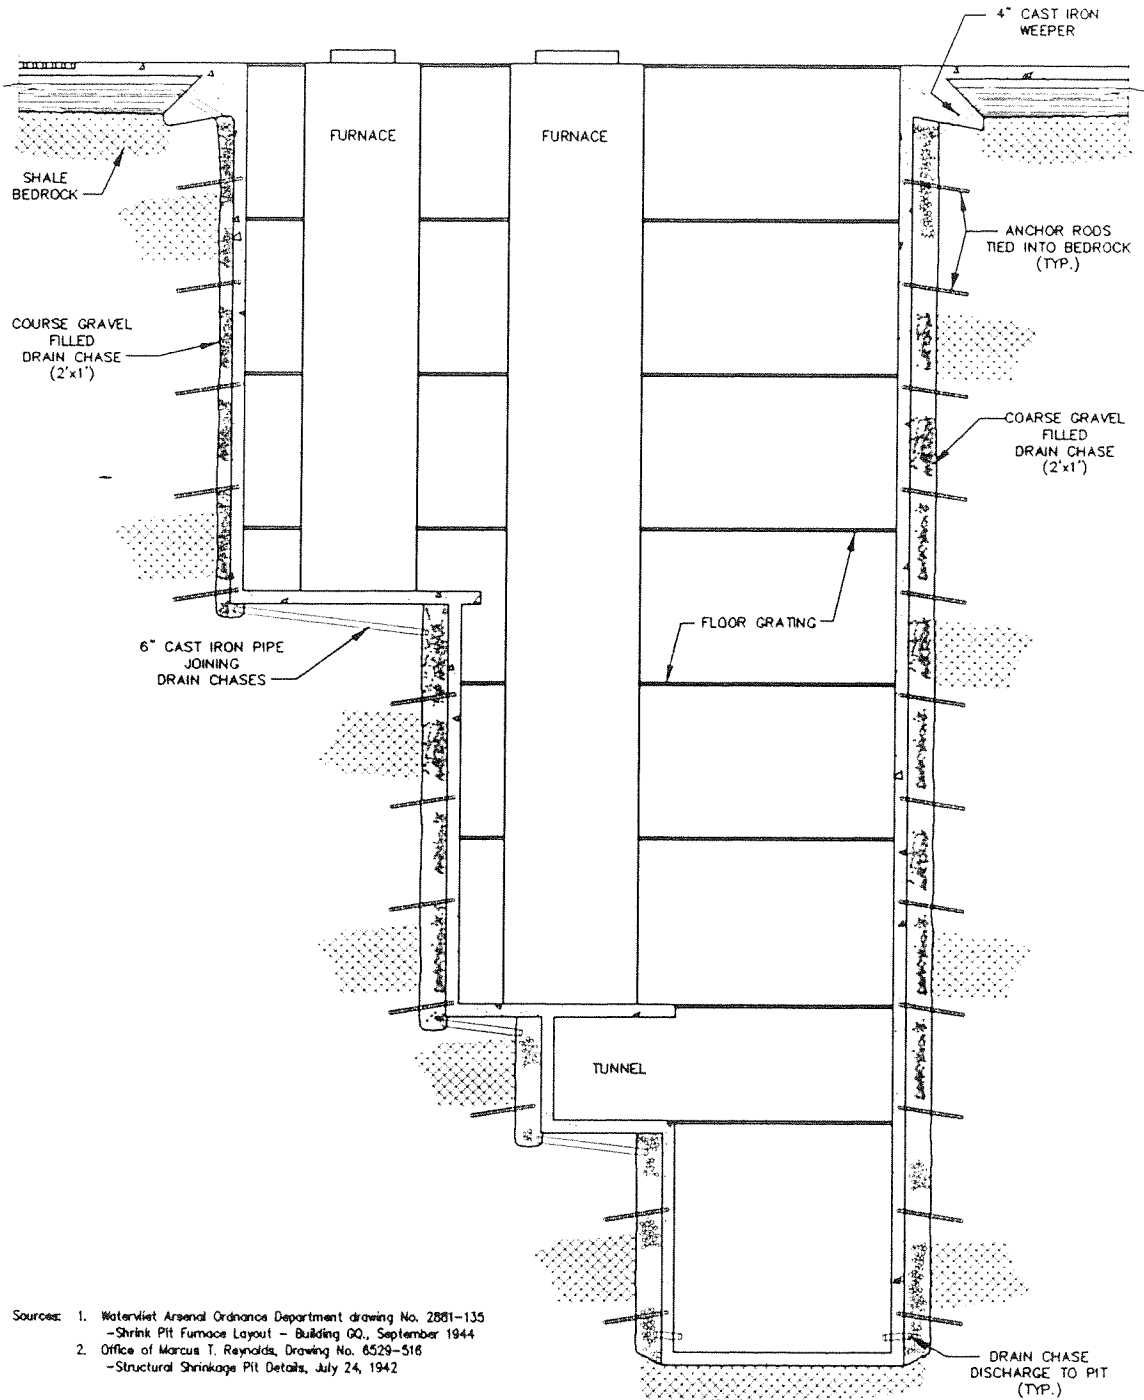 4" CAST IRON
WEEPER
FURNACE
FURNACE
SHALE
BEDROCK
ANCHOR RODS
TIED INTO BEDROCK
(TYP.)
COURSE GRAVEL
FILLED
DRAIN CHASE
(2'x1')
COARSE GRAVEL
FILLED
DRAIN CHASE
(2'x1')
FLOOR GRATING
6" CAST IRON PIPE
JOINING
DRAIN CHASES
TUNNEL
Sources: 1. Watervliet Arsenal Ordnance Department drawing No. 2881-135
-Shrink Pit Furnace Layout - Building GQ., September 1944
2. Office of Marcus T. Reynolds, Drawing No. 6529-516
-Structural Shrinkage Pit Details, July 24, 1942
DRAIN CHASE
DISCHARGE TO PIT
(TYP.)